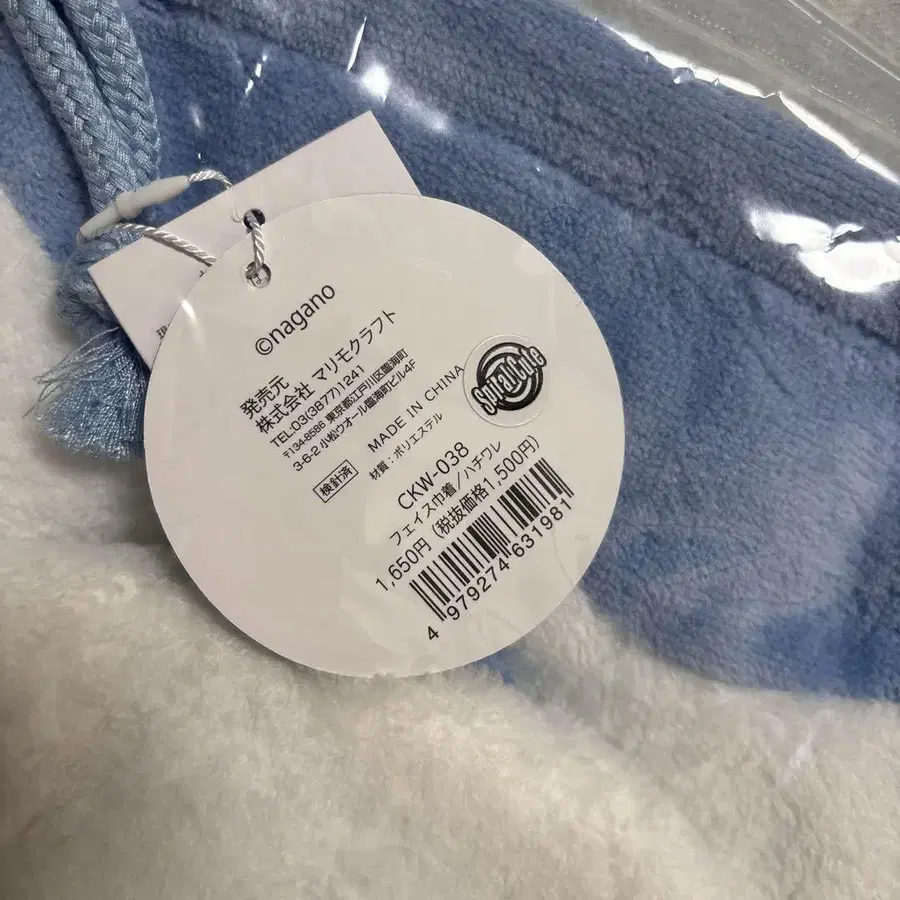 ©nagano
発売元
株式会社 マリモクラフト
TEL:03(3877)1241
〒134-8586 東京都江戸川区臨海町
3-6-2 小松ウオール臨海町ビル4F
検針済
MADE IN CHINA
材質：ポリエステル
CKW-038
フェイス巾着/ハチワレ
1,650円(税抜価格1,500円)
4 979274 631981